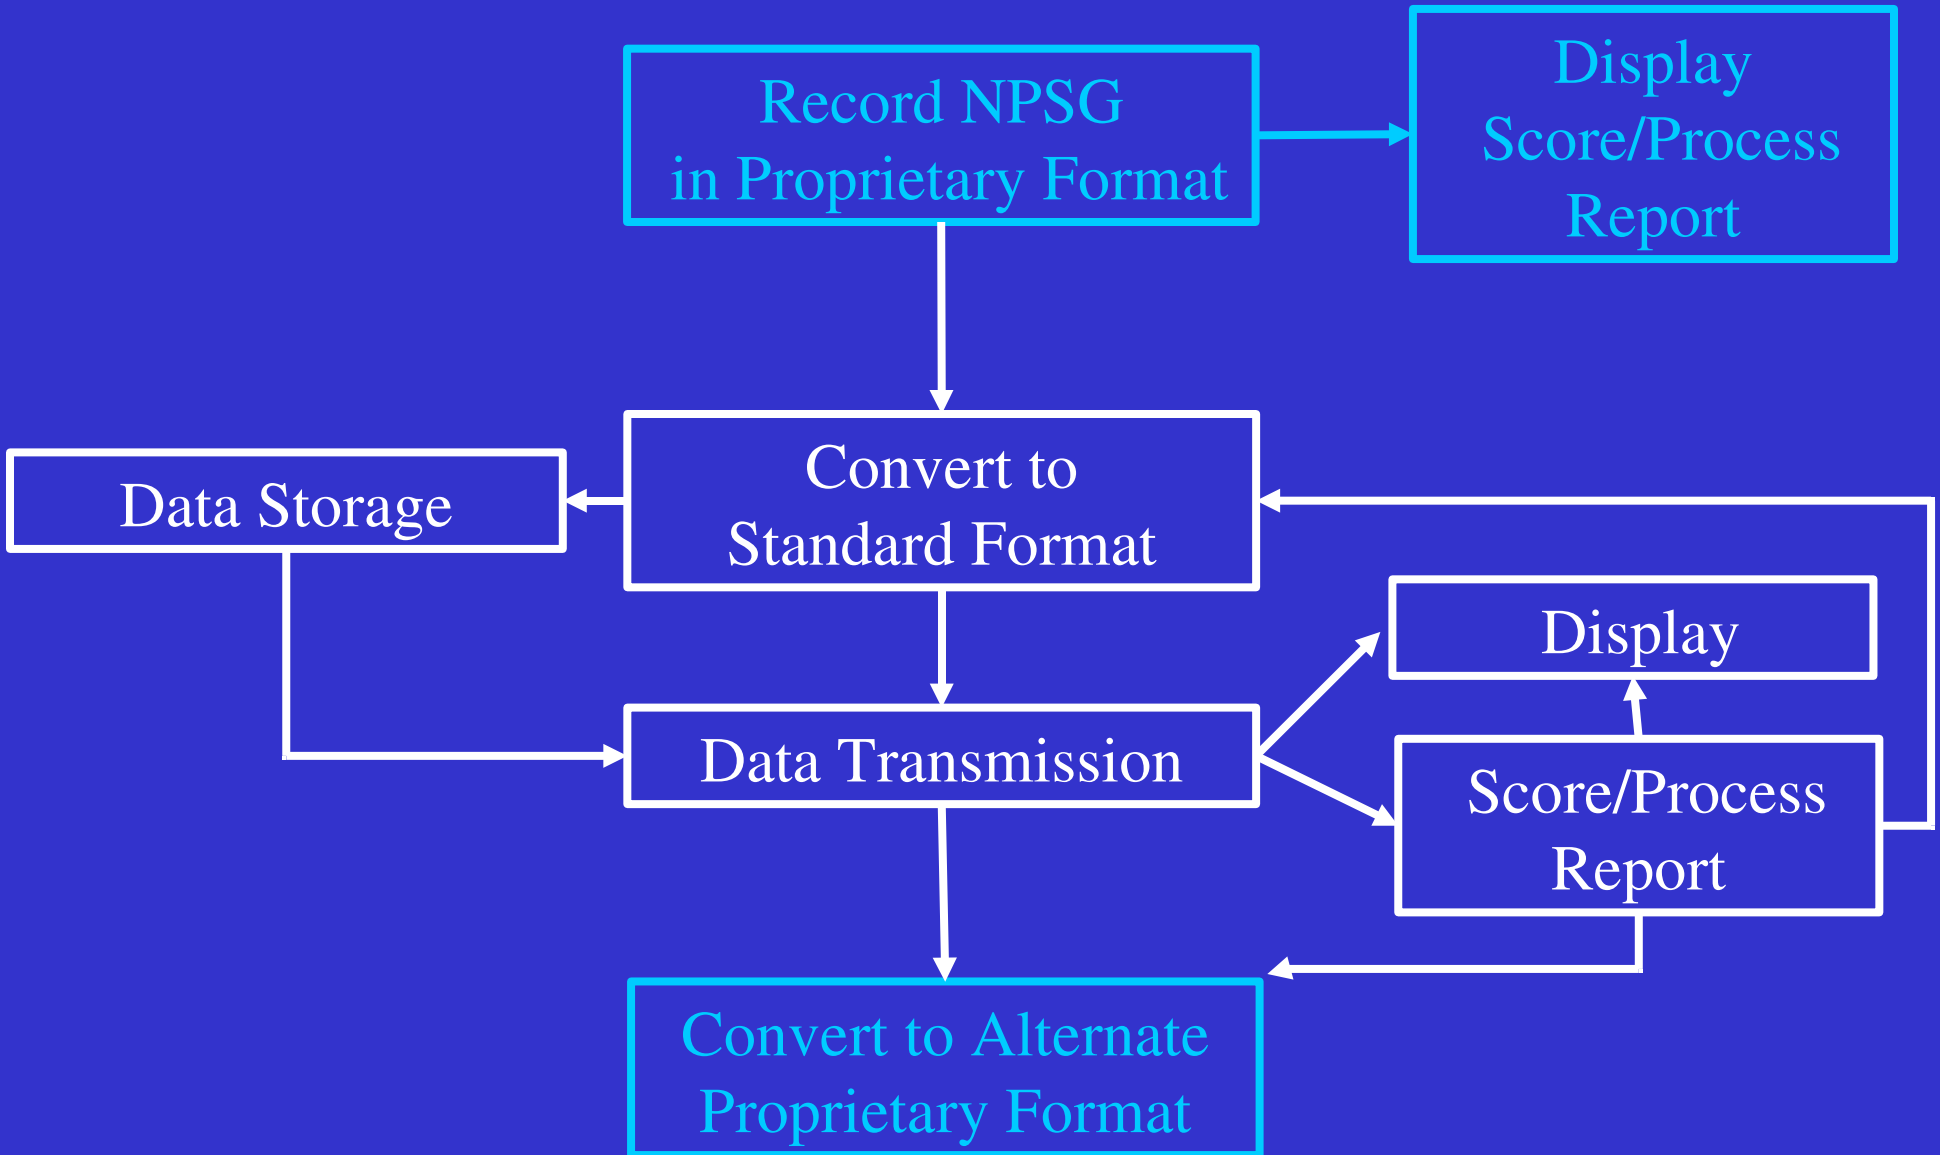 Record NPSG
in Proprietary Format
Display
Score/Process
Report
Convert to
Standard Format
Data Storage
Display
Data Transmission
Score/Process
Report
Convert to Alternate
Proprietary Format